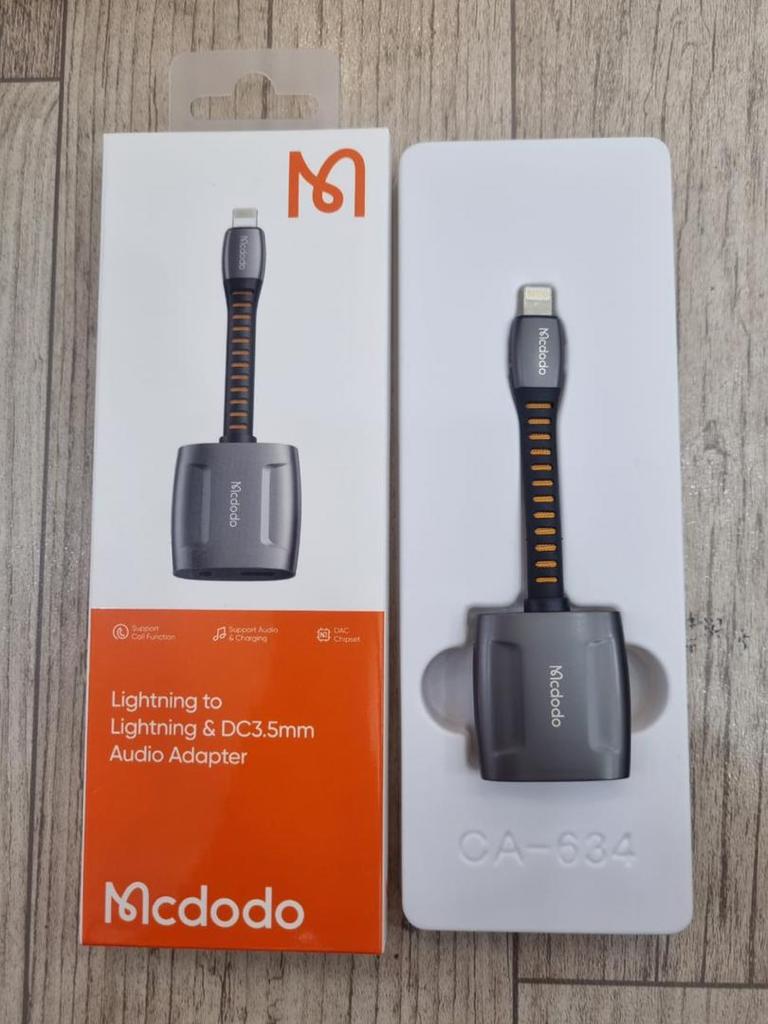 Mcdodo
Mcdodo
Support
Call Function
Support Audio
& Charging
DAC
Chipset
Lightning to
Lightning & DC3.5mm
Audio Adapter
Mcdodo
Mcdodo
Mcdodo
CA-634